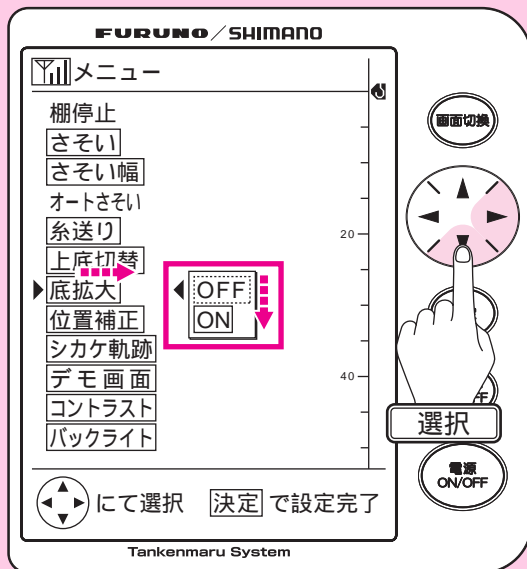 FURUNO/SHIMANO
メニュー
棚停止
さそい
さそい幅
オートさそい
糸送り
上底切替
底拡大
位置補正
シカケ軌跡
デモ画面
コントラスト
バックライト
OFF
ON
20
40
にて選択 決定で設定完了
Tankenmaru System
画面切換
選択
電源
ON/OFF